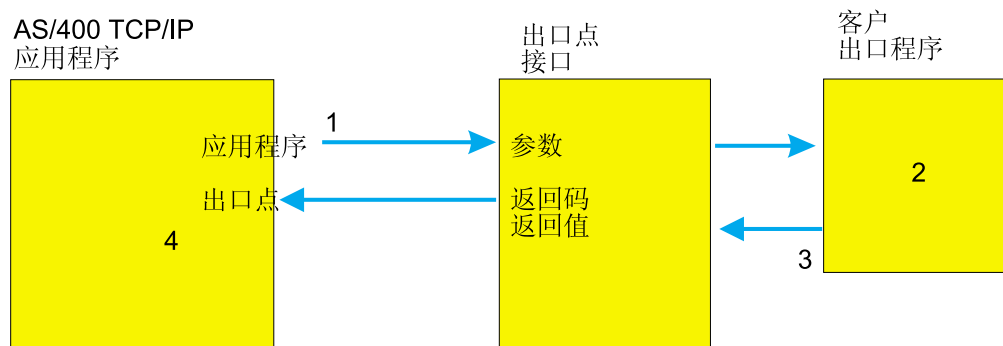 AS/400 TCP/IP
应用程序
出口点
接口
客户
出口程序
1
应用程序
参数
2
出口点
返回码
返回值
4
3